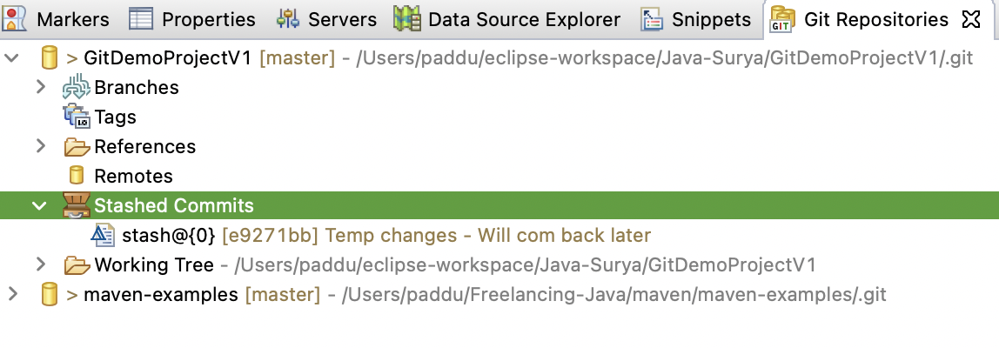 Markers Properties Servers Data Source Explorer Snippets GIT Git Repositories
> GitDemoProjectV1 [master] - /Users/paddu/eclipse-workspace/Java-Surya/GitDemoProjectV1/.git
Branches
Tags
References
Remotes
Stashed Commits
stash@{0} [e9271bb] Temp changes - Will com back later
Working Tree - /Users/paddu/eclipse-workspace/Java-Surya/GitDemoProjectV1
> maven-examples [master] - /Users/paddu/Freelancing-Java/maven/maven-examples/.git